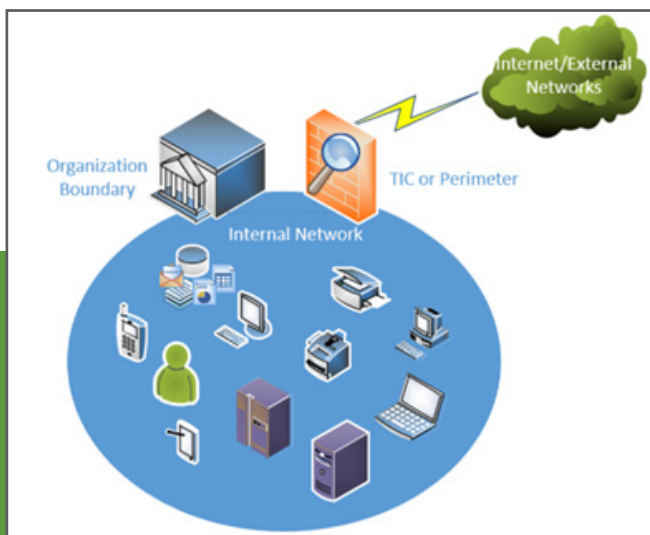 Internet/External
Networks
Organization
Boundary
TIC or Perimeter
Internal Network